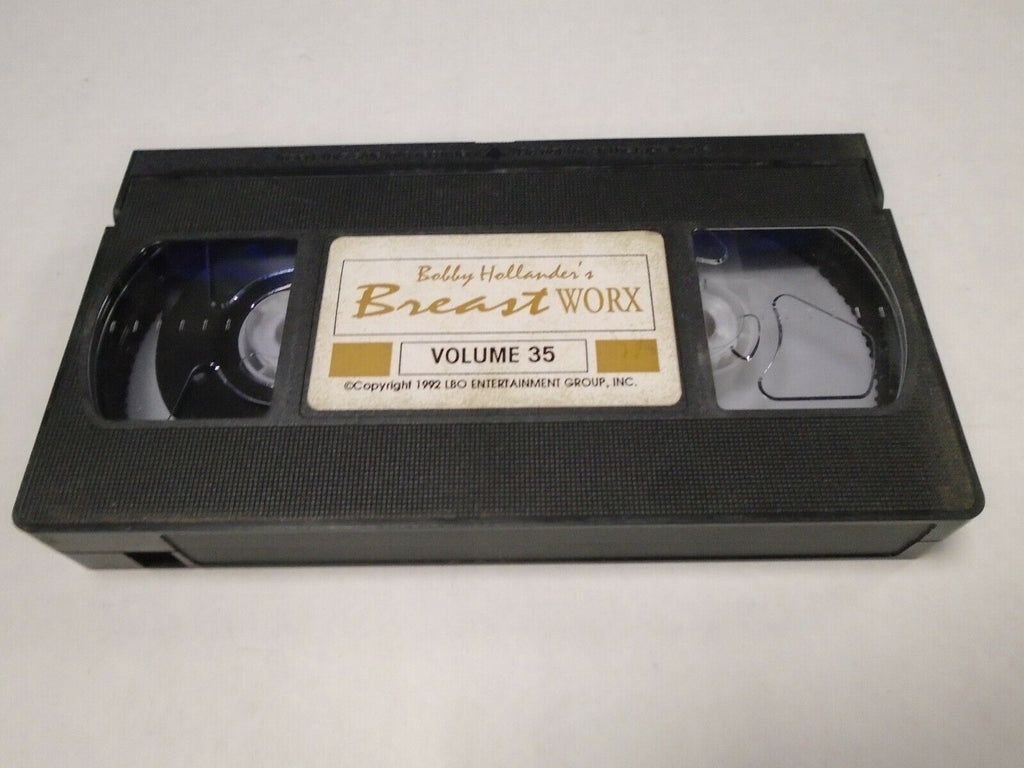 Bobby Hollander's
Breast WORX
VOLUME 35
©Copyright 1992 LBO ENTERTAINMENT GROUP, INC.